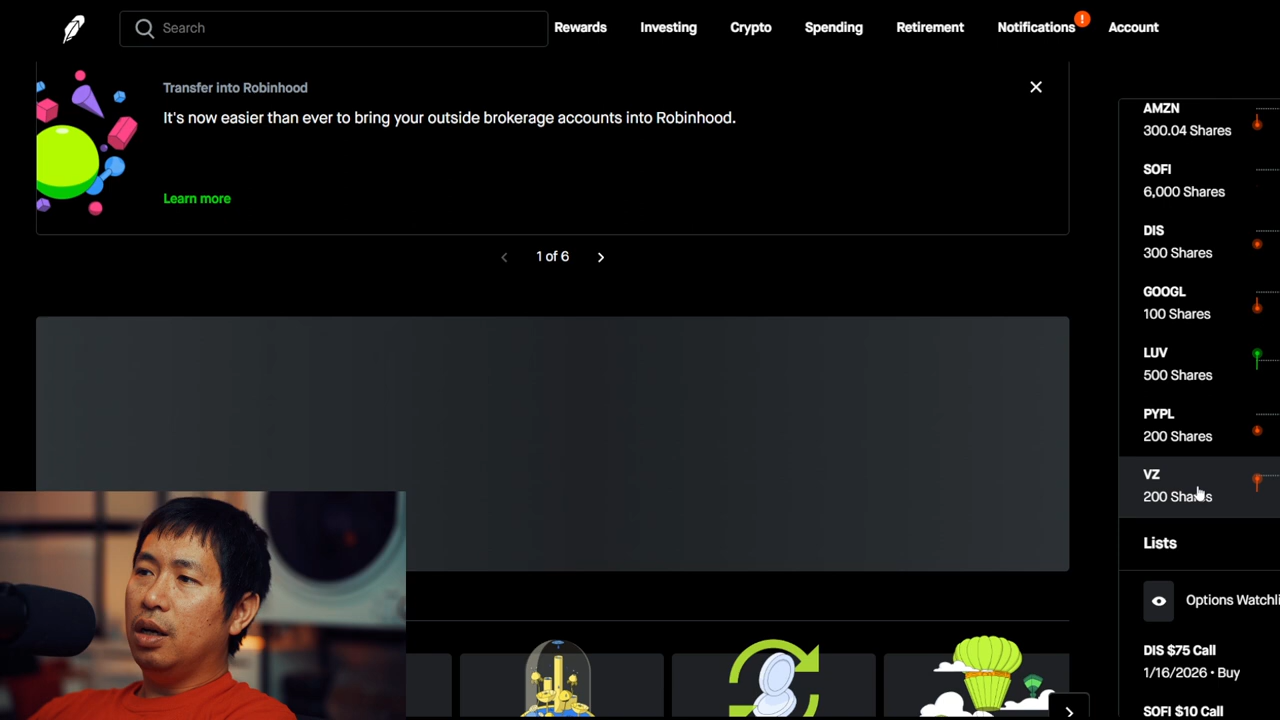 Search
Rewards
Investing
Crypto
Spending
Retirement
Notifications
!
Account
Transfer into Robinhood
It's now easier than ever to bring your outside brokerage accounts into Robinhood.
Learn more
1 of 6
AMZN
300.04 Shares
SOFI
6,000 Shares
DIS
300 Shares
GOOGL
100 Shares
LUV
500 Shares
PYPL
200 Shares
VZ
200 Shares
Lists
Options Watchli
DIS $75 Call
1/16/2026 • Buy
SOFI $10 Call